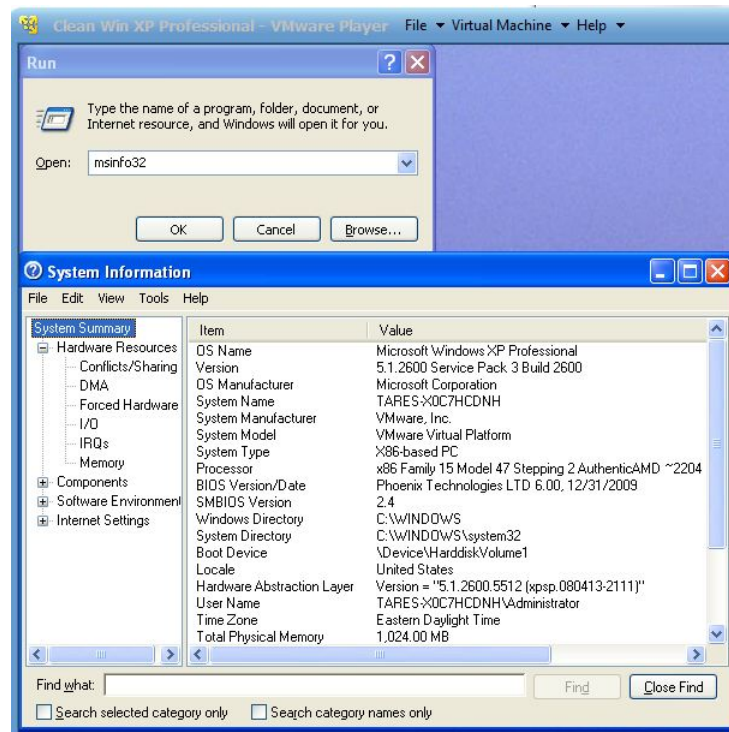 Clean Win XP Professional - VMware Player File Virtual Machine Help
Run
Type the name of a program, folder, document, or
Internet resource, and Windows will open it for you.
Open: msinfo32
OK Cancel Browse...
System Information
File Edit View Tools Help
System Summary
Hardware Resources
Conflicts/Sharing
DMA
Forced Hardware
I/O
IRQs
Memory
Components
Software Environment
Internet Settings
Item Value
OS Name Microsoft Windows XP Professional
Version 5.1.2600 Service Pack 3 Build 2600
OS Manufacturer Microsoft Corporation
System Name TARES-X0C7HCDNH
System Manufacturer VMware, Inc.
System Model VMware Virtual Platform
System Type X86-based PC
Processor x86 Family 15 Model 47 Stepping 2 AuthenticAMD ~2204
BIOS Version/Date Phoenix Technologies LTD 6.00, 12/31/2009
SMBIOS Version 2.4
Windows Directory C:\WINDOWS
System Directory C:\WINDOWS\system32
Boot Device \Device\HarddiskVolume1
Locale United States
Hardware Abstraction Layer Version = "5.1.2600.5512 (xpsp.080413-2111)"
User Name TARES-X0C7HCDNH\Administrator
Time Zone Eastern Daylight Time
Total Physical Memory 1,024.00 MB
Find what: Find Close Find
Search selected category only Search category names only